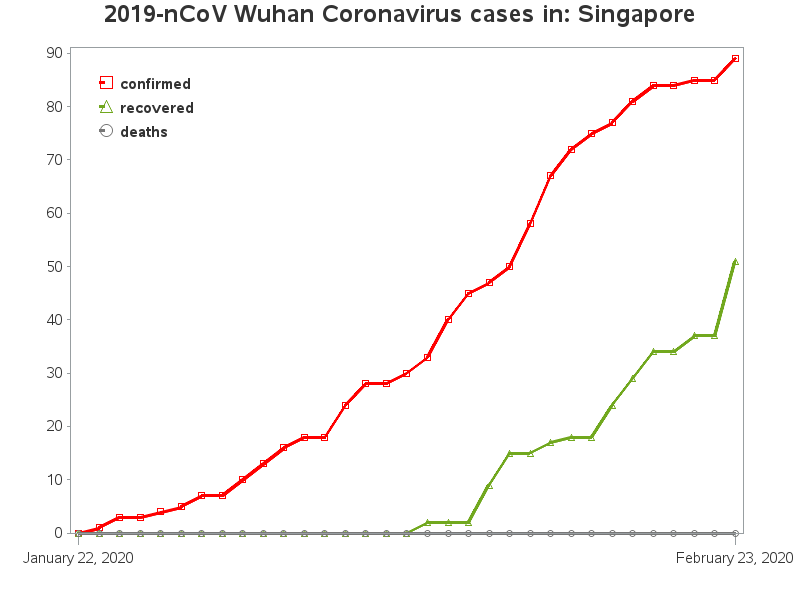 2019-nCoV Wuhan Coronavirus cases in: Singapore
90
80
70
60
50
40
30
20
10
0
confirmed
recovered
deaths
January 22, 2020
February 23, 2020